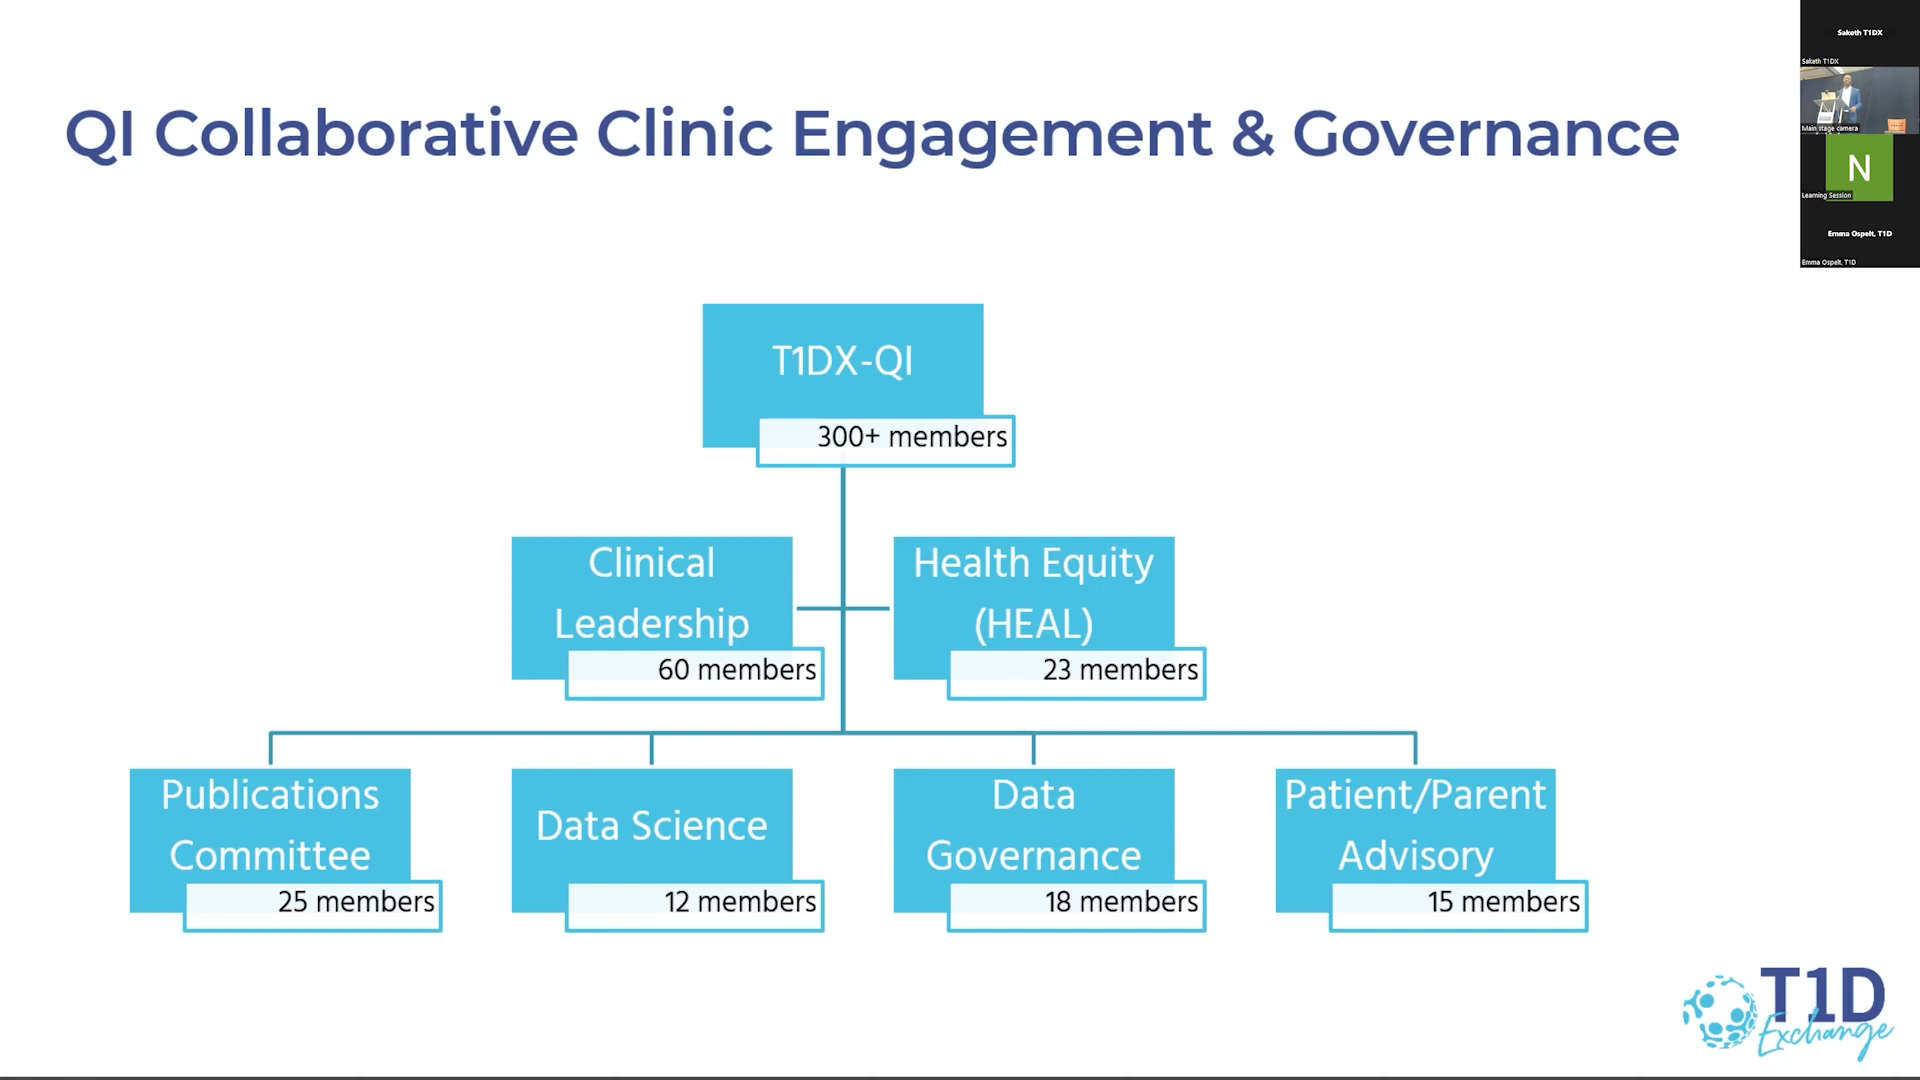 QI Collaborative Clinic Engagement & Governance
T1DX-QI
300+ members
Clinical
Leadership
60 members
Health Equity
(HEAL)
23 members
Publications
Committee
25 members
Data Science
12 members
Data
Governance
18 members
Patient/Parent
Advisory
15 members
T1D
Exchange
Saketh T1DX
Saketh T1DX
Main stage camera
N
Learning Session
Emma Ospelt, T1D
Emma Ospelt, T1D